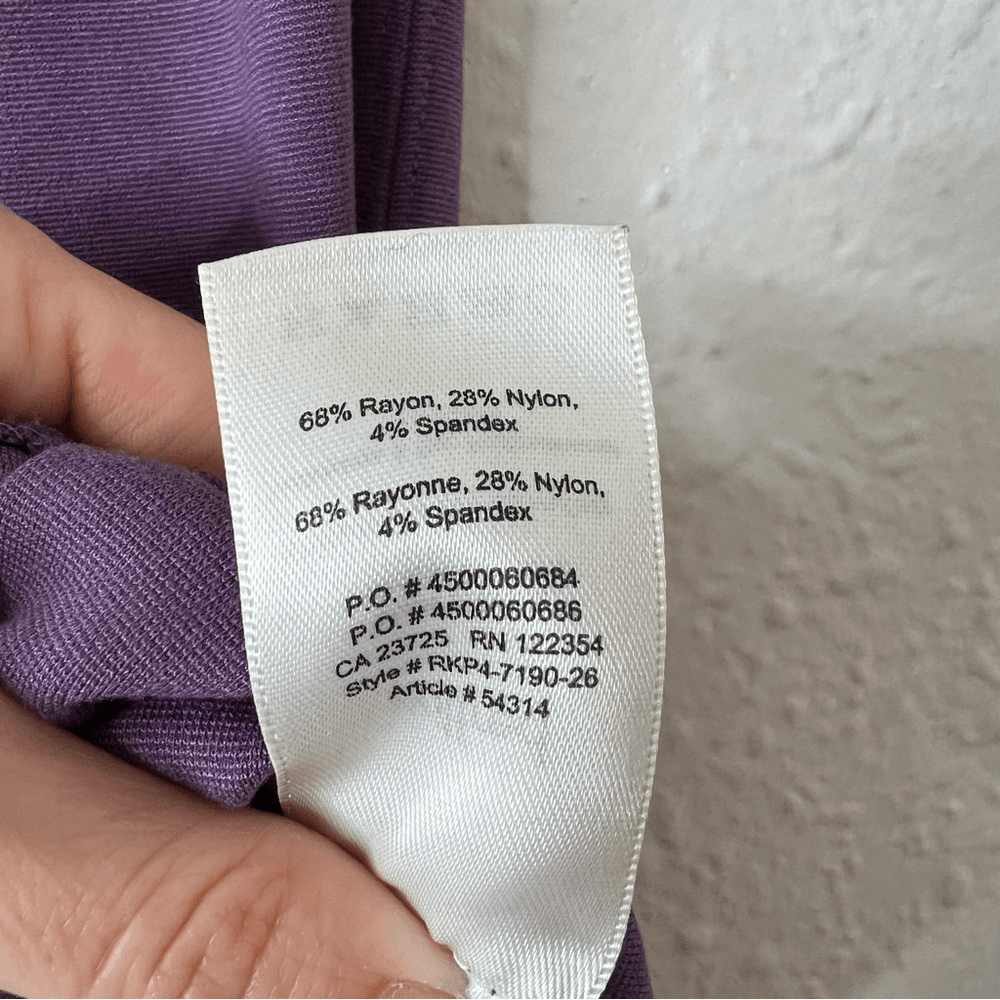 68% Rayon, 28% Nylon,
4% Spandex
68% Rayonne, 28% Nylon,
4% Spandex
P.O. # 4500060684
P.O. # 4500060686
CA 23725 RN 122354
Style # RKP4-7190-26
Article # 54314